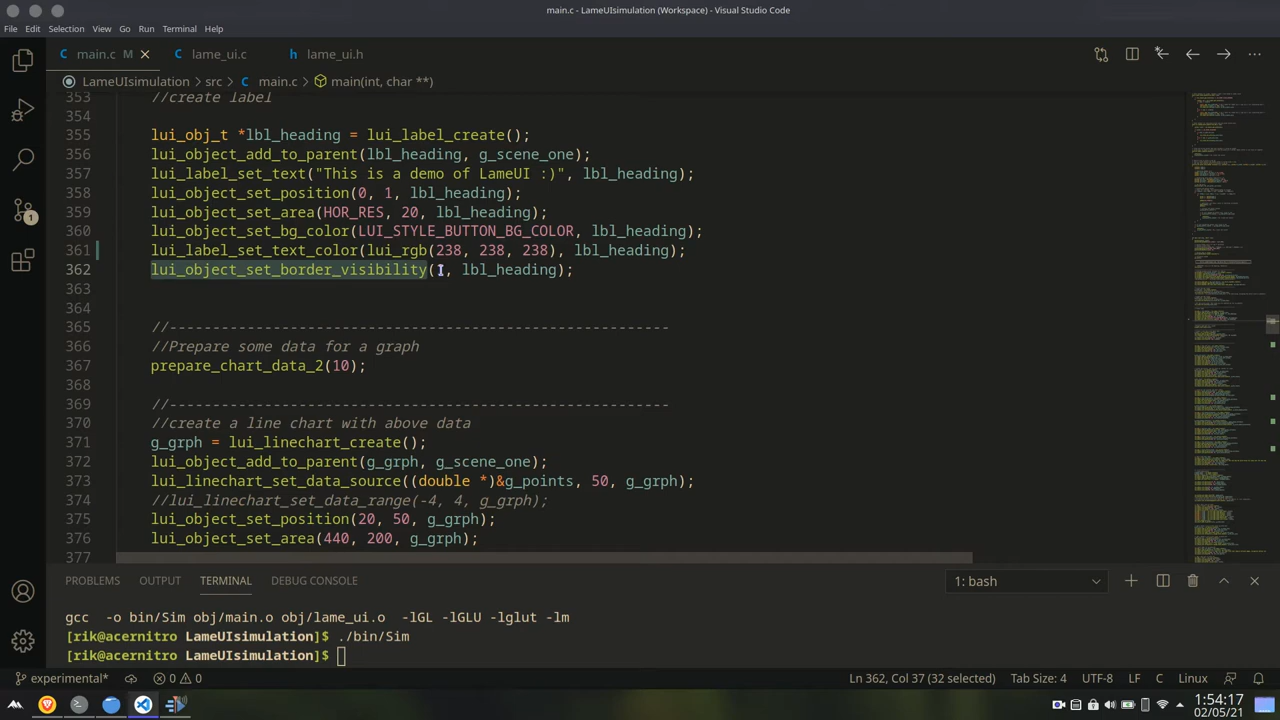 main.c - LameUIsimulation (Workspace) - Visual Studio Code
File Edit Selection View Go Run Terminal Help
main.c M lame_ui.c lame_ui.h
LameUIsimulation > src > main.c > main(int, char **)
353 //create label
354
355 lui_obj_t *lbl_heading = lui_label_create();
356 lui_object_add_to_parent(lbl_heading, g_scene_one);
357 lui_label_set_text("This is a demo of LameUI :)", lbl_heading);
358 lui_object_set_position(0, 1, lbl_heading);
359 lui_object_set_area(HOR_RES, 20, lbl_heading);
360 lui_object_set_bg_color(LUI_STYLE_BUTTON_BG_COLOR, lbl_heading);
361 lui_label_set_text_color(lui_rgb(238, 238, 238), lbl_heading);
362 lui_object_set_border_visibility(1, lbl_heading);
363
364
365 //----------------------------------------------------------
366 //Prepare some data for a graph
367 prepare_chart_data_2(10);
368
369 //----------------------------------------------------------
370 //create a line chart with above data
371 g_grph = lui_linechart_create();
372 lui_object_add_to_parent(g_grph, g_scene_one);
373 lui_linechart_set_data_source((double *)&g_points, 50, g_grph);
374 //lui_linechart_set_data_range(-4, 4, g_grph);
375 lui_object_set_position(20, 50, g_grph);
376 lui_object_set_area(440, 200, g_grph);
377
PROBLEMS OUTPUT TERMINAL DEBUG CONSOLE 1: bash
gcc -o bin/Sim obj/main.o obj/lame_ui.o -lGL -lGLU -lglut -lm
[rik@acernitro LameUIsimulation]$ ./bin/Sim
[rik@acernitro LameUIsimulation]$
experimental* 0 0 Ln 362, Col 37 (32 selected) Tab Size: 4 UTF-8 LF C Linux
1:54:17
02/05/21